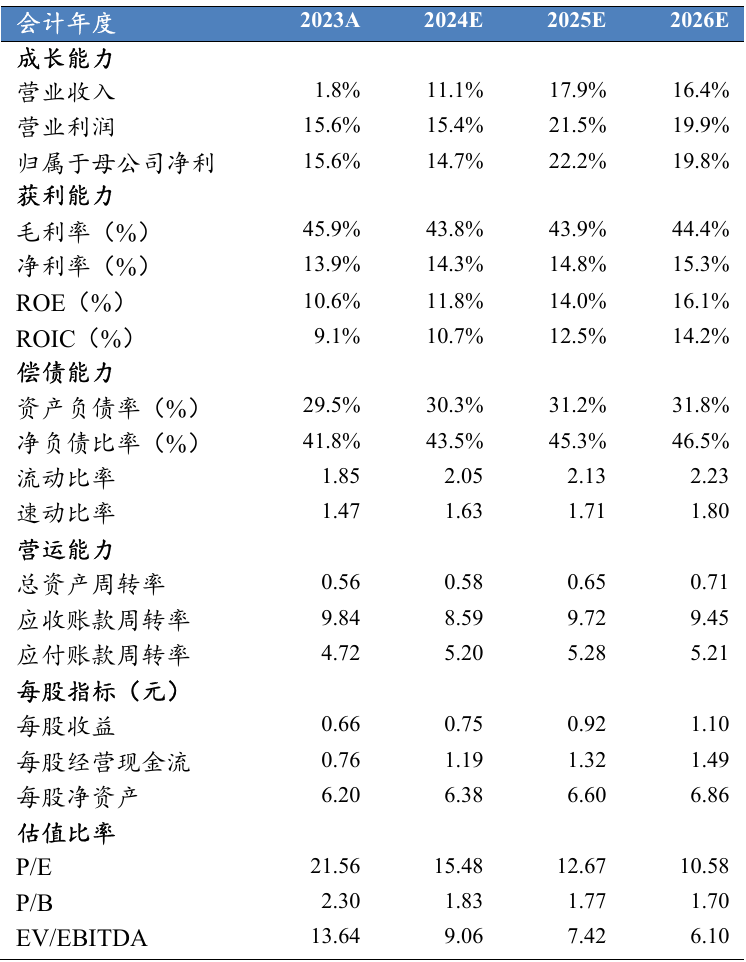 会计年度 2023A 2024E 2025E 2026E
成长能力
营业收入 1.8% 11.1% 17.9% 16.4%
营业利润 15.6% 15.4% 21.5% 19.9%
归属于母公司净利 15.6% 14.7% 22.2% 19.8%
获利能力
毛利率（%） 45.9% 43.8% 43.9% 44.4%
净利率（%） 13.9% 14.3% 14.8% 15.3%
ROE（%） 10.6% 11.8% 14.0% 16.1%
ROIC（%） 9.1% 10.7% 12.5% 14.2%
偿债能力
资产负债率（%） 29.5% 30.3% 31.2% 31.8%
净负债比率（%） 41.8% 43.5% 45.3% 46.5%
流动比率 1.85 2.05 2.13 2.23
速动比率 1.47 1.63 1.71 1.80
营运能力
总资产周转率 0.56 0.58 0.65 0.71
应收账款周转率 9.84 8.59 9.72 9.45
应付账款周转率 4.72 5.20 5.28 5.21
每股指标（元）
每股收益 0.66 0.75 0.92 1.10
每股经营现金流 0.76 1.19 1.32 1.49
每股净资产 6.20 6.38 6.60 6.86
估值比率
P/E 21.56 15.48 12.67 10.58
P/B 2.30 1.83 1.77 1.70
EV/EBITDA 13.64 9.06 7.42 6.10